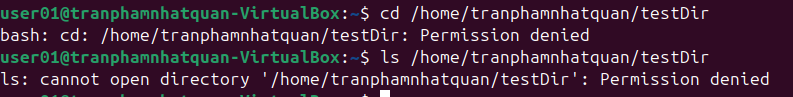 user01@tranphamnhatquan-VirtualBox:~$ cd /home/tranphamnhatquan/testDir
bash: cd: /home/tranphamnhatquan/testDir: Permission denied
user01@tranphamnhatquan-VirtualBox:~$ ls /home/tranphamnhatquan/testDir
ls: cannot open directory '/home/tranphamnhatquan/testDir': Permission denied